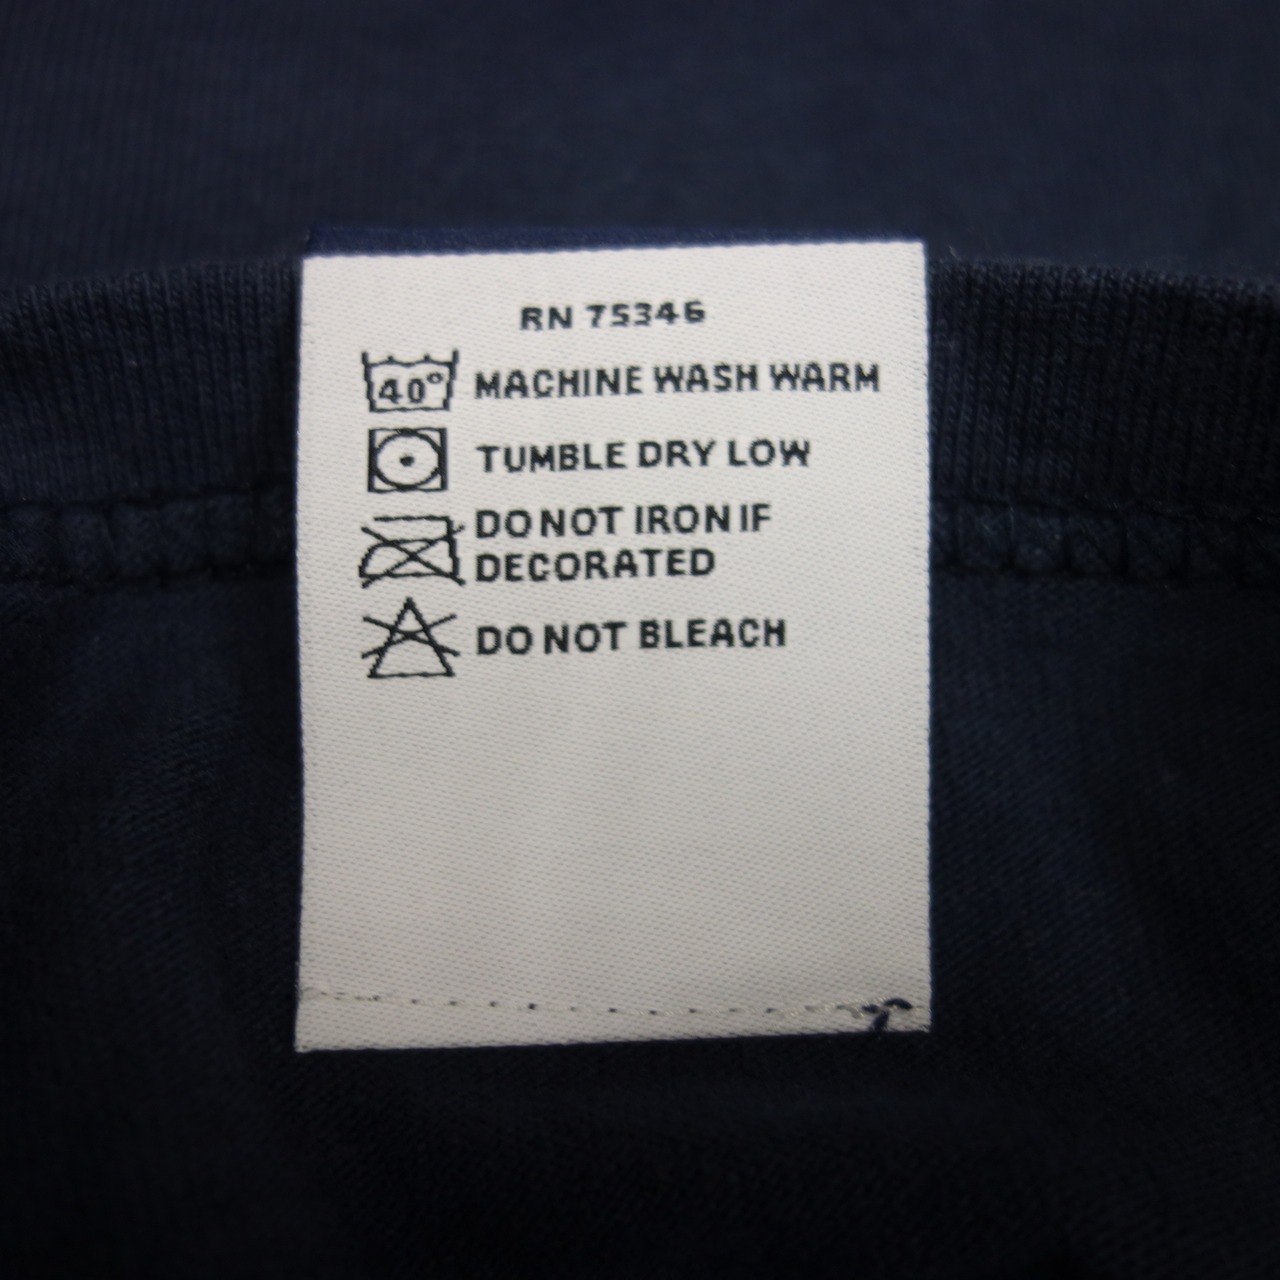 RN 75346
40° MACHINE WASH WARM
TUMBLE DRY LOW
DO NOT IRON IF
DECORATED
DO NOT BLEACH